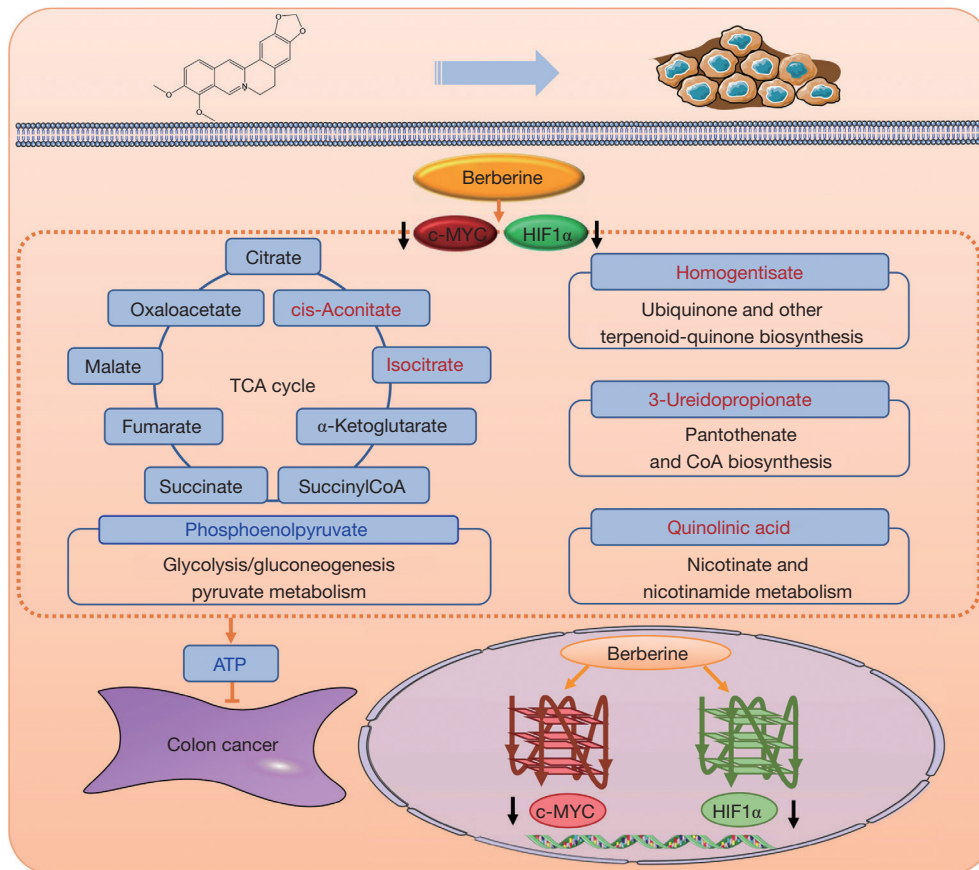 O
O
N
+
O
O
Berberine
c-MYC
HIF1α
Citrate
Oxaloacetate
cis-Aconitate
Malate
Isocitrate
TCA cycle
Fumarate
α-Ketoglutarate
Succinate
SuccinylCoA
Phosphoenolpyruvate
Glycolysis/gluconeogenesis
pyruvate metabolism
Homogentisate
Ubiquinone and other
terpenoid-quinone biosynthesis
3-Ureidopropionate
Pantothenate
and CoA biosynthesis
Quinolinic acid
Nicotinate and
nicotinamide metabolism
ATP
Colon cancer
Berberine
c-MYC
HIF1α